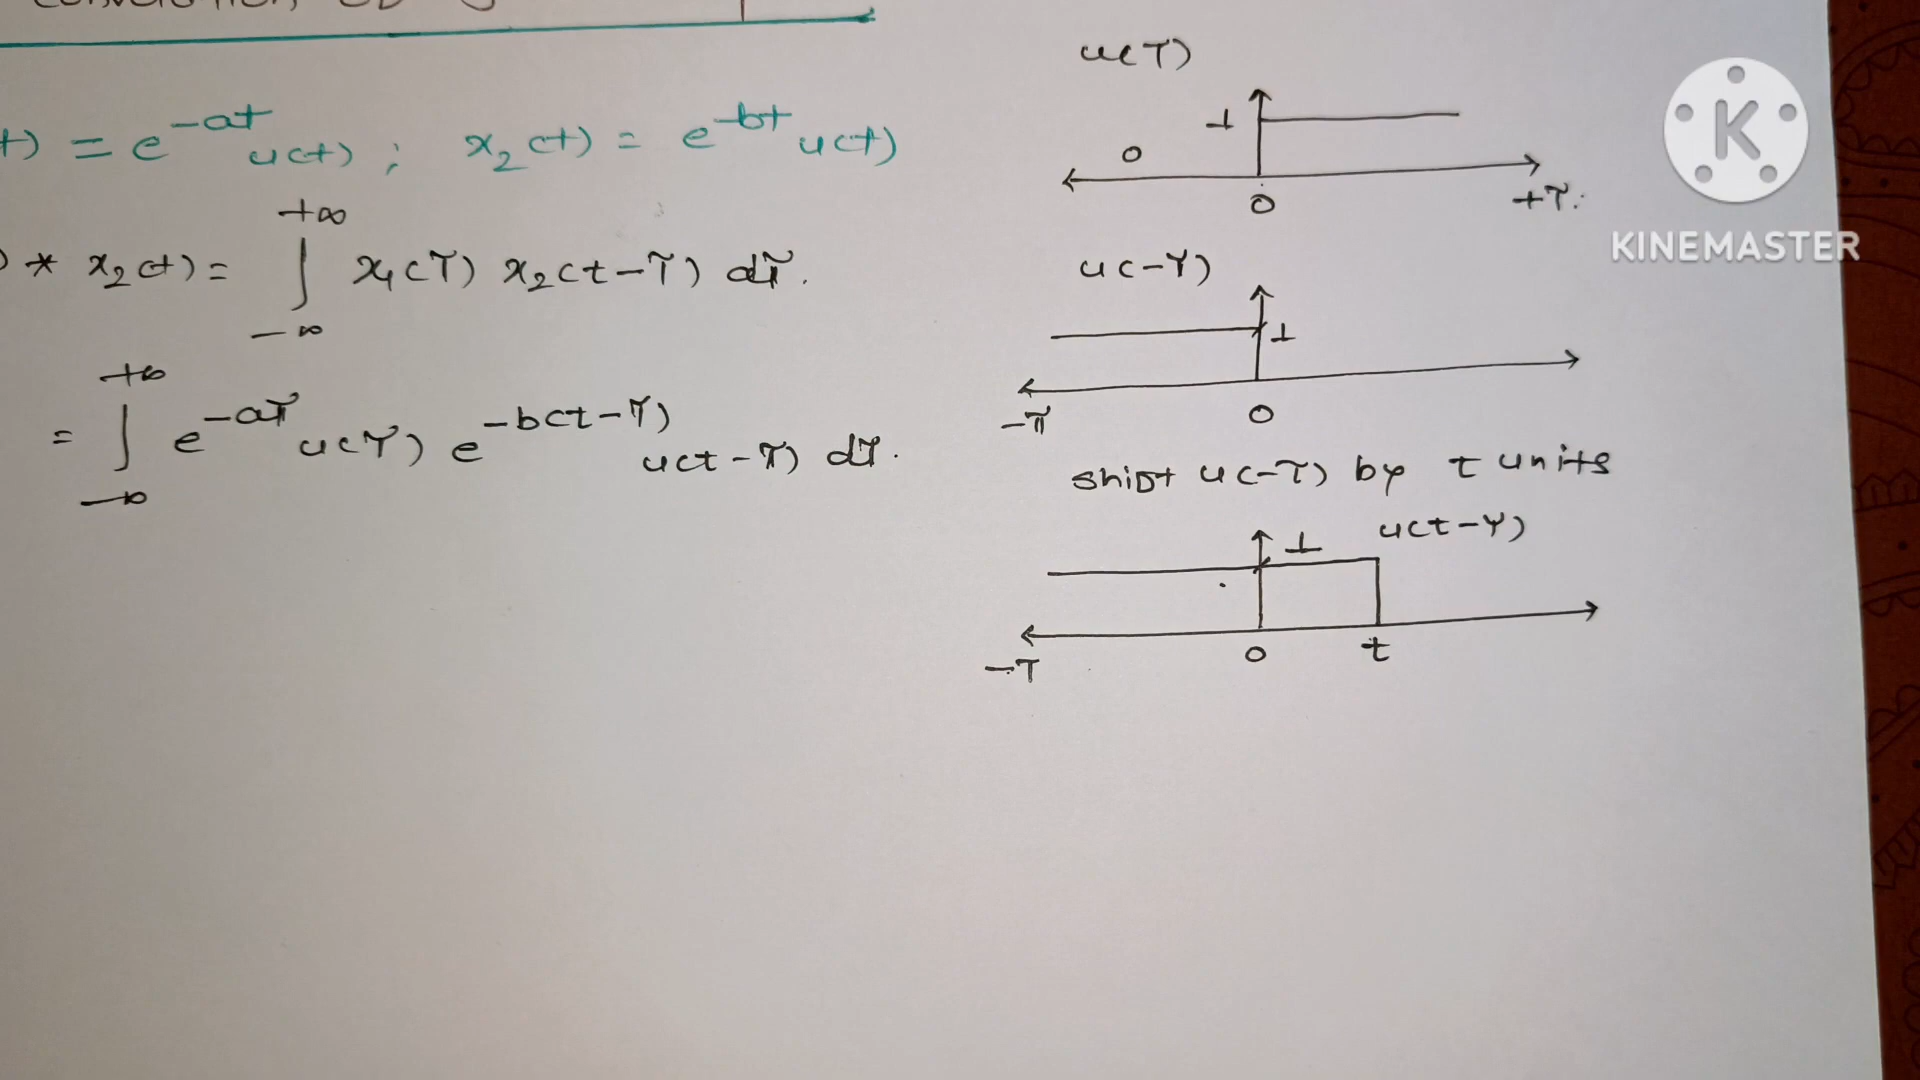 t) = e^{-at} u(t) ; x₂(t) = e^{-bt} u(t)
* x₂(t) = ∫_{-∞}^{+∞} x₁(τ) x₂(t-τ) dτ.
= ∫_{-∞}^{+∞} e^{-aτ} u(τ) e^{-b(t-τ)} u(t-τ) dτ.
u(τ)
1
0
0
+τ
u(-τ)
1
-τ
0
shift u(-τ) by t units
1 u(t-τ)
-τ
0 t
K
KINEMASTER